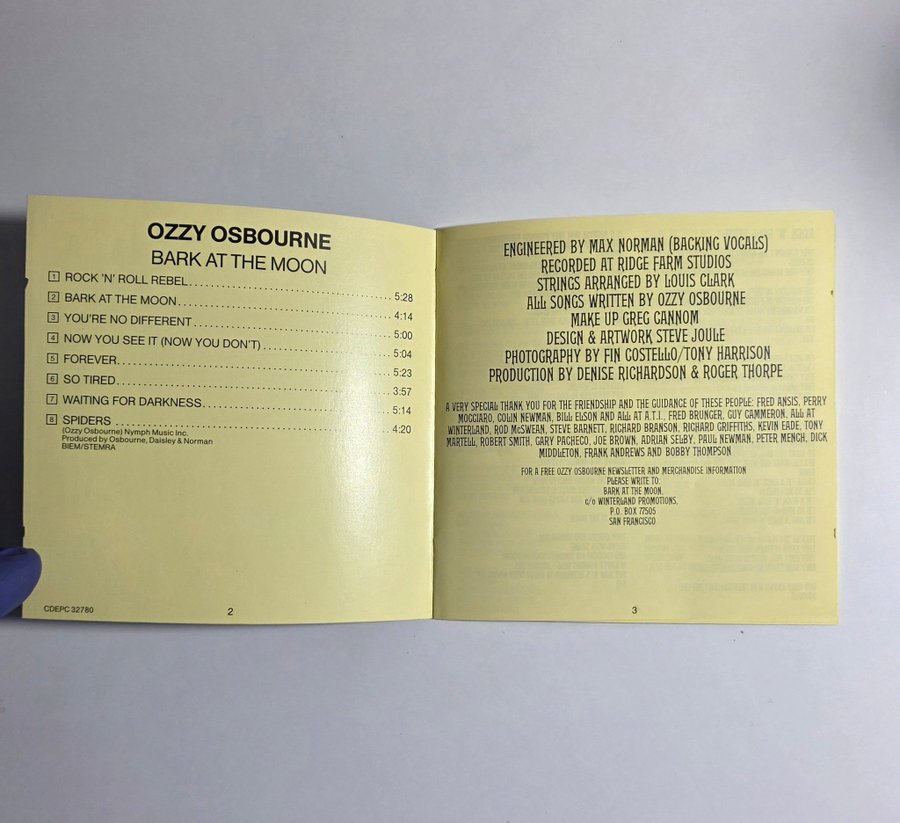 OZZY OSBOURNE
BARK AT THE MOON
1 ROCK 'N' ROLL REBEL 5:28
2 BARK AT THE MOON 4:14
3 YOU'RE NO DIFFERENT 5:00
4 NOW YOU SEE IT (NOW YOU DON'T) 5:04
5 FOREVER 5:23
6 SO TIRED 3:57
7 WAITING FOR DARKNESS 5:14
8 SPIDERS 4:20
(Ozzy Osbourne) Nymph Music Inc.
Produced by Osbourne, Daisley & Norman
BIEM/STEMRA
CDEPC 32780
2
ENGINEERED BY MAX NORMAN (BACKING VOCALS)
RECORDED AT RIDGE FARM STUDIOS
STRINGS ARRANGED BY LOUIS CLARK
ALL SONGS WRITTEN BY OZZY OSBOURNE
MAKE UP GREG CANNOM
DESIGN & ARTWORK STEVE JOULE
PHOTOGRAPHY BY FIN COSTELLO/TONY HARRISON
PRODUCTION BY DENISE RICHARDSON & ROGER THORPE
A VERY SPECIAL THANK YOU FOR THE FRIENDSHIP AND THE GUIDANCE OF THESE PEOPLE: FRED ANSIS, PERRY
MOCCIARO, COLIN NEWMAN, BILL ELSON AND ALL AT A.T.I., FRED BRUNGER, GUY CAMMERON, ALL AT
WINTERLAND, ROD McSWEAN, STEVE BARNETT, RICHARD BRANSON, RICHARD GRIFFITHS, KEVIN EADE, TONY
MARTELL, ROBERT SMITH, GARY PACHECO, JOE BROWN, ADRIAN SELBY, PAUL NEWMAN, PETER MENCH, DICK
MIDDLETON, FRANK ANDREWS AND BOBBY THOMPSON
FOR A FREE OZZY OSBOURNE NEWSLETTER AND MERCHANDISE INFORMATION
PLEASE WRITE TO:
BARK AT THE MOON,
c/o WINTERLAND PROMOTIONS,
P.O. BOX 77505
SAN FRANCISCO
3